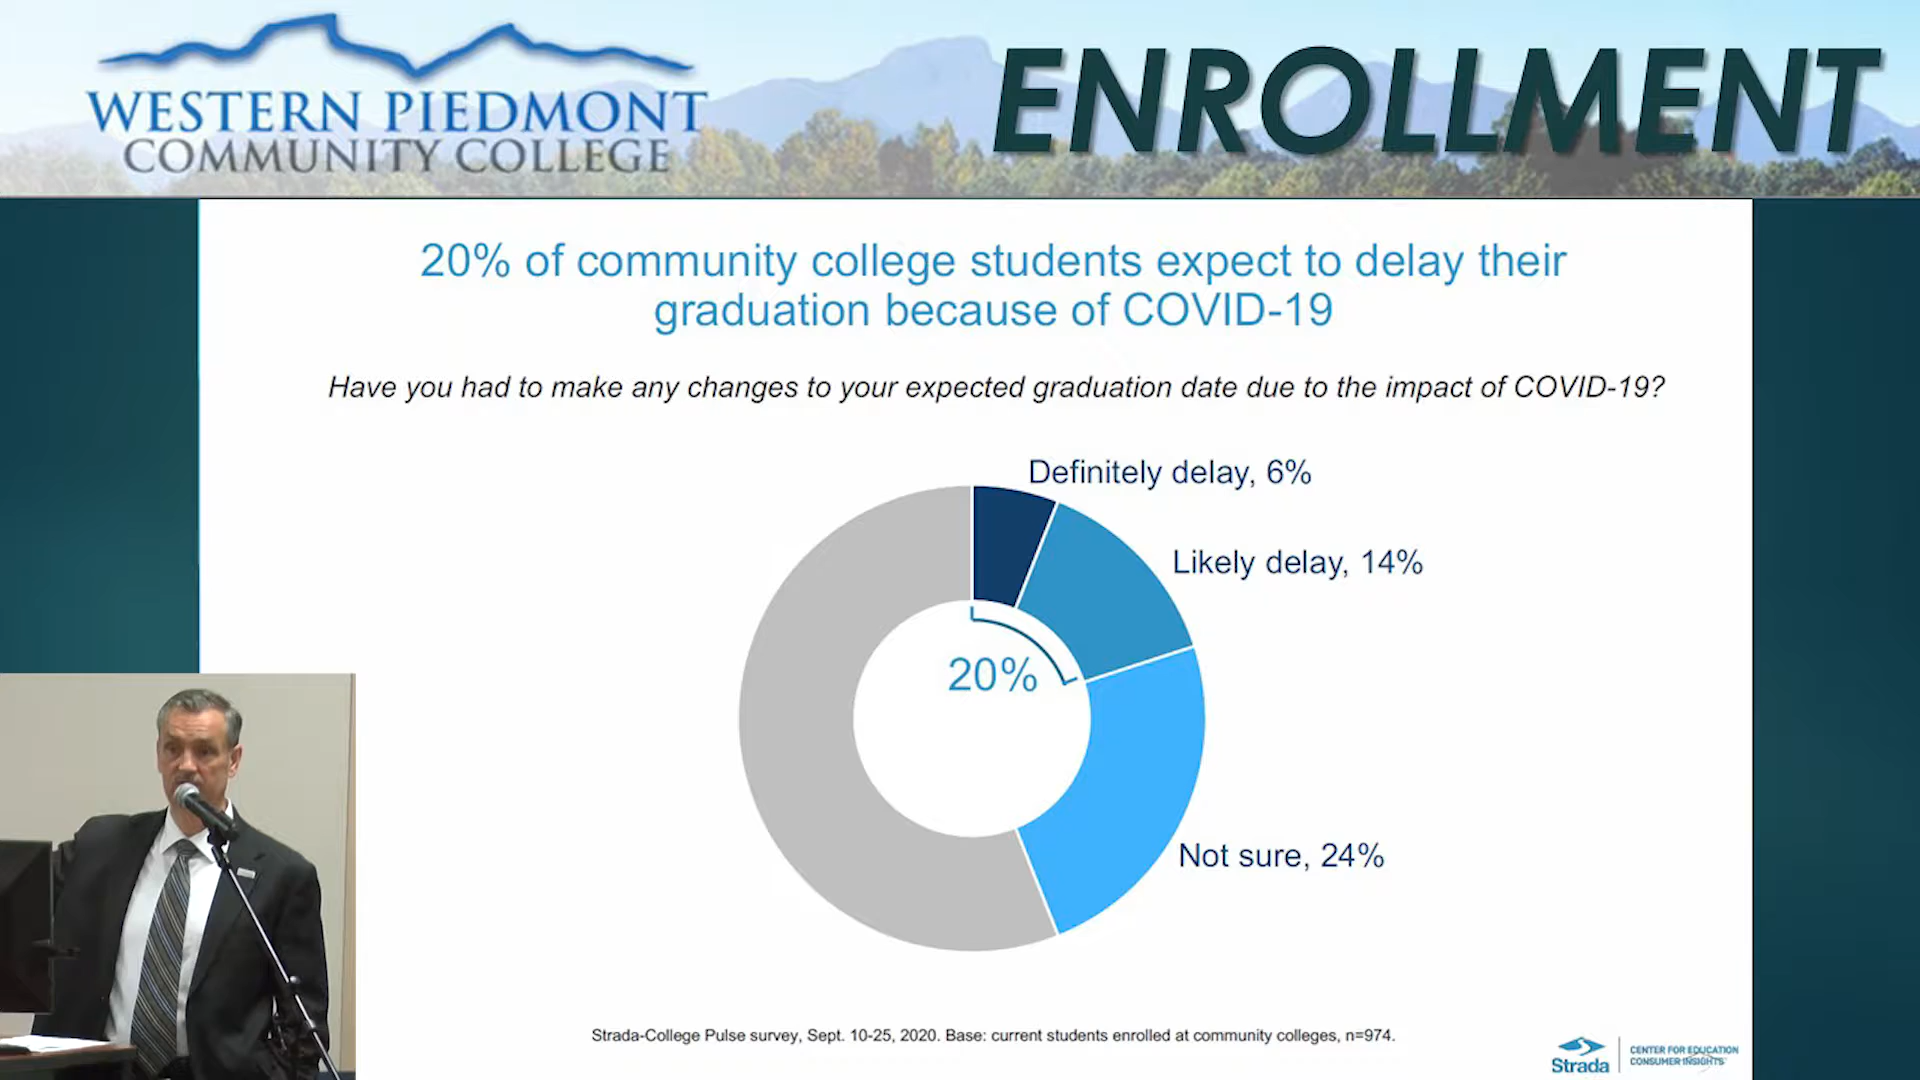 WESTERN PIEDMONT
COMMUNITY COLLEGE
ENROLLMENT
20% of community college students expect to delay their
graduation because of COVID-19
Have you had to make any changes to your expected graduation date due to the impact of COVID-19?
Definitely delay, 6%
Likely delay, 14%
20%
Not sure, 24%
Strada-College Pulse survey, Sept. 10-25, 2020. Base: current students enrolled at community colleges, n=974.
Strada
CENTER FOR EDUCATION
CONSUMER INSIGHTS